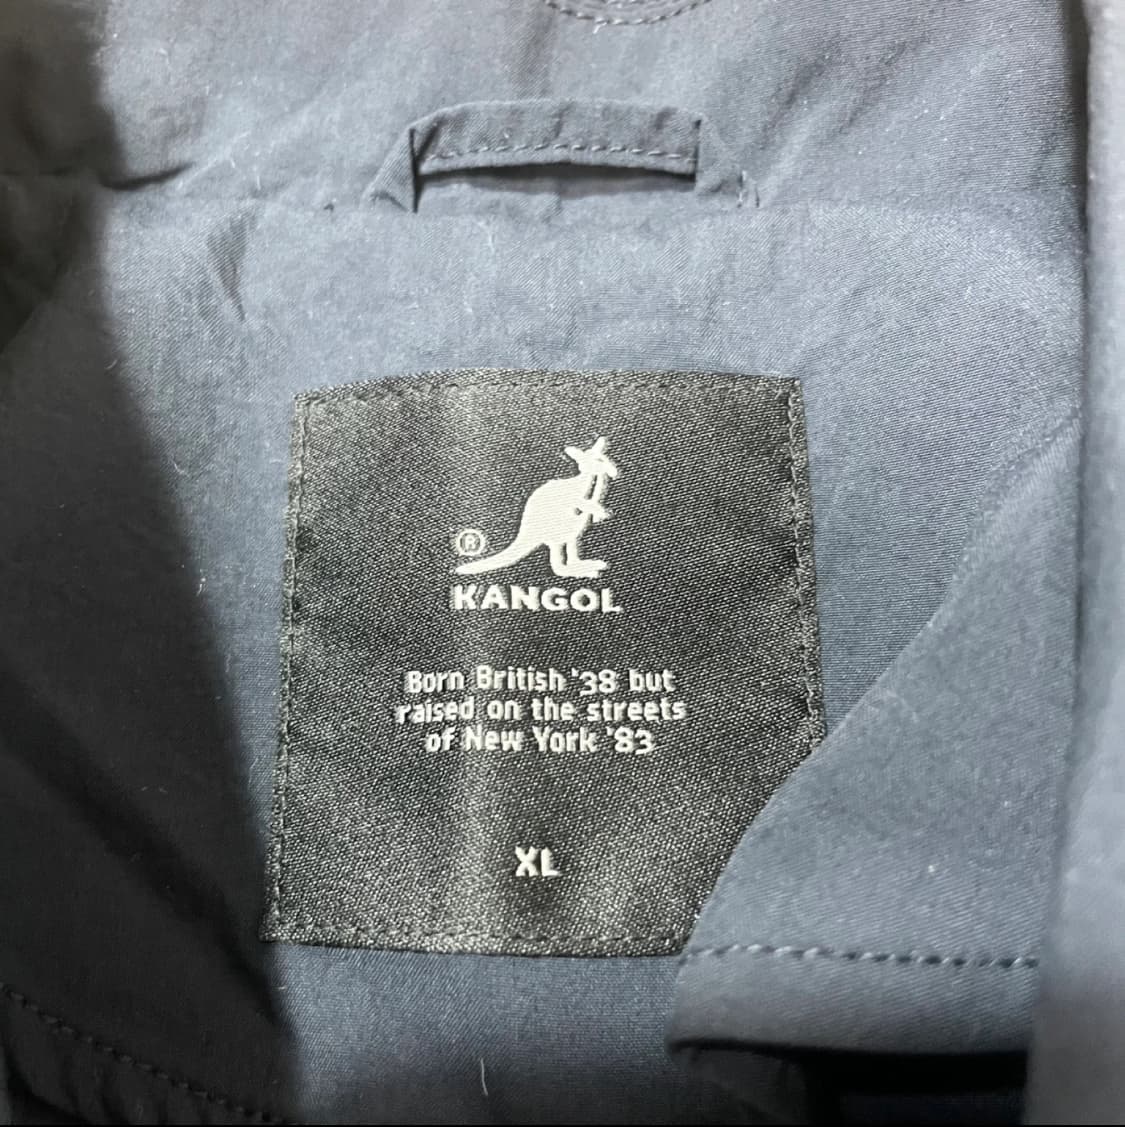 ®
KANGOL
Born British '38 but
raised on the streets
of New York '83
XL